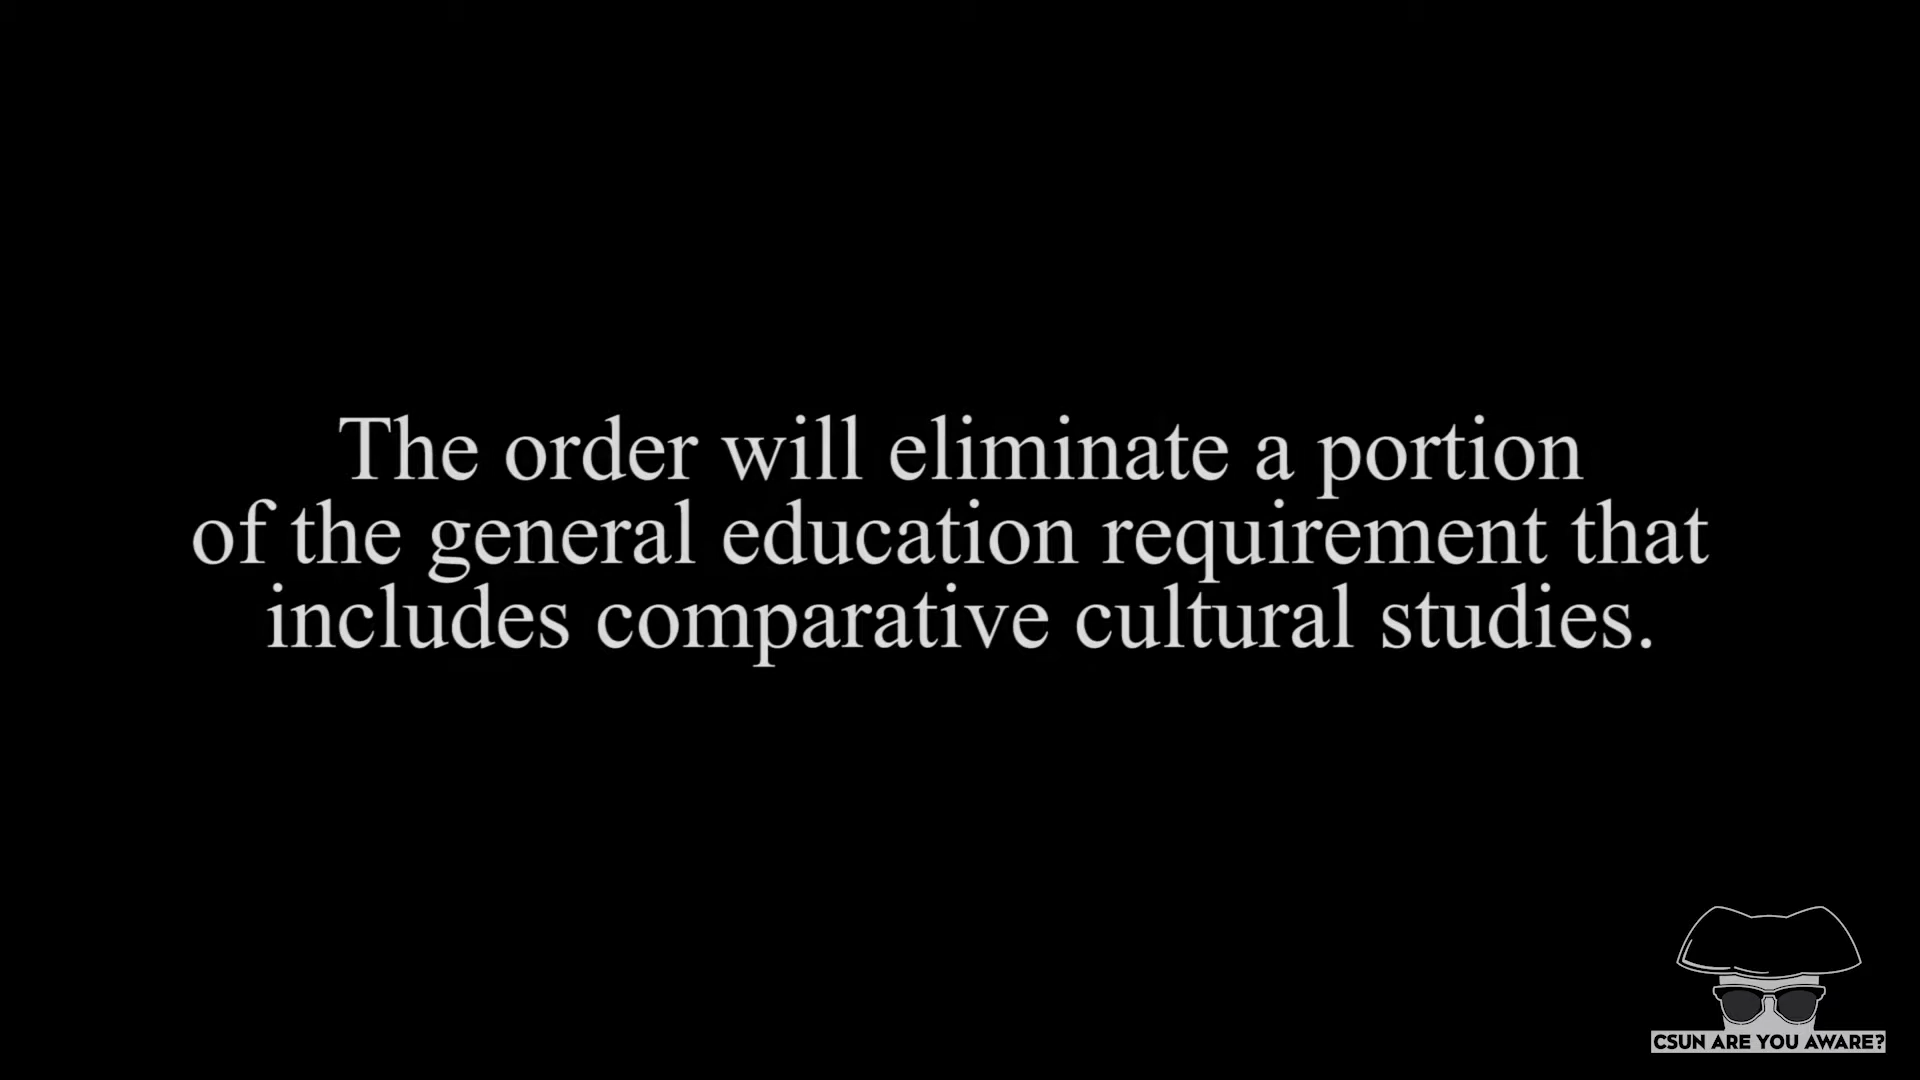 The order will eliminate a portion
of the general education requirement that
includes comparative cultural studies.
CSUN ARE YOU AWARE?